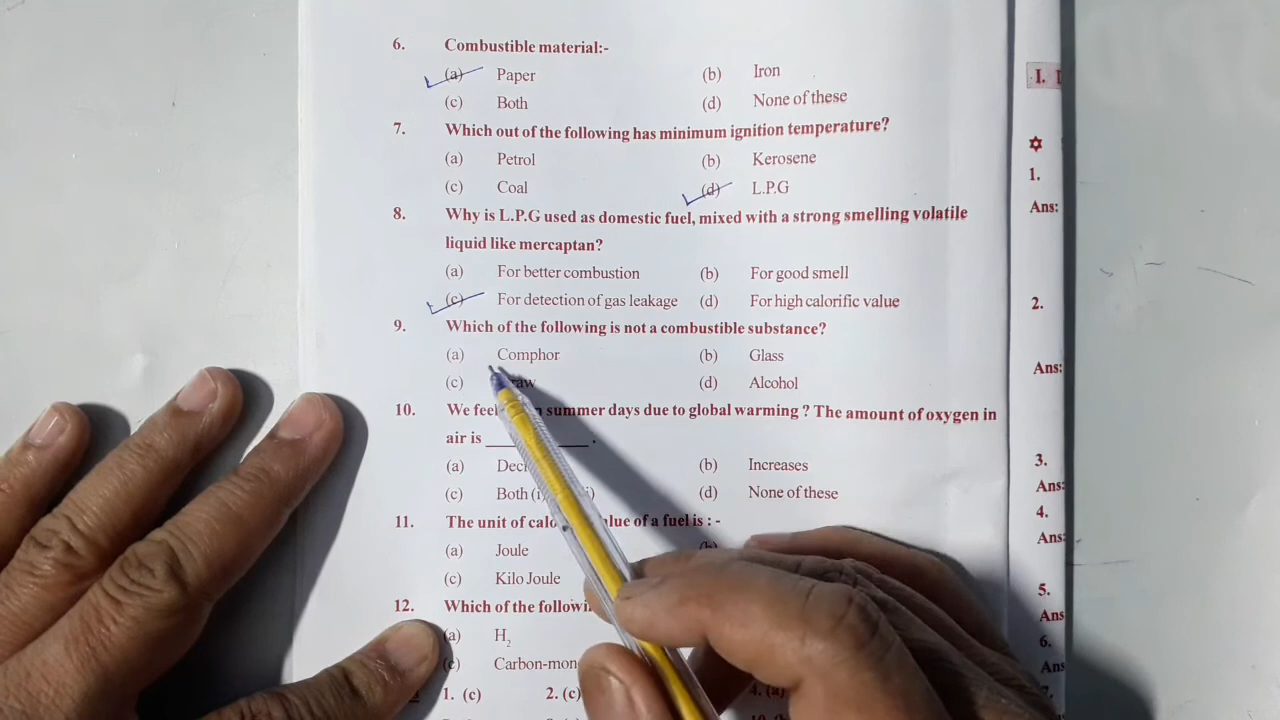 6. Combustible material:-
(a) Paper (b) Iron
(c) Both (d) None of these
7. Which out of the following has minimum ignition temperature?
(a) Petrol (b) Kerosene
(c) Coal (d) L.P.G
8. Why is L.P.G used as domestic fuel, mixed with a strong smelling volatile
liquid like mercaptan?
(a) For better combustion (b) For good smell
(c) For detection of gas leakage (d) For high calorific value
9. Which of the following is not a combustible substance?
(a) Comphor (b) Glass
(c) (d) Alcohol
10. We feel summer days due to global warming ? The amount of oxygen in
air is ____________ .
(a) (b) Increases
(c) Both (d) None of these
11. The unit of of a fuel is : -
(a) Joule (b)
(c) Kilo Joule
12. Which of the
(a) H2
(c)
1. (c) 2. (c) 4. (a)
I.
1.
Ans:
2.
Ans:
3.
Ans:
4.
Ans:
5.
Ans
6.
Ans